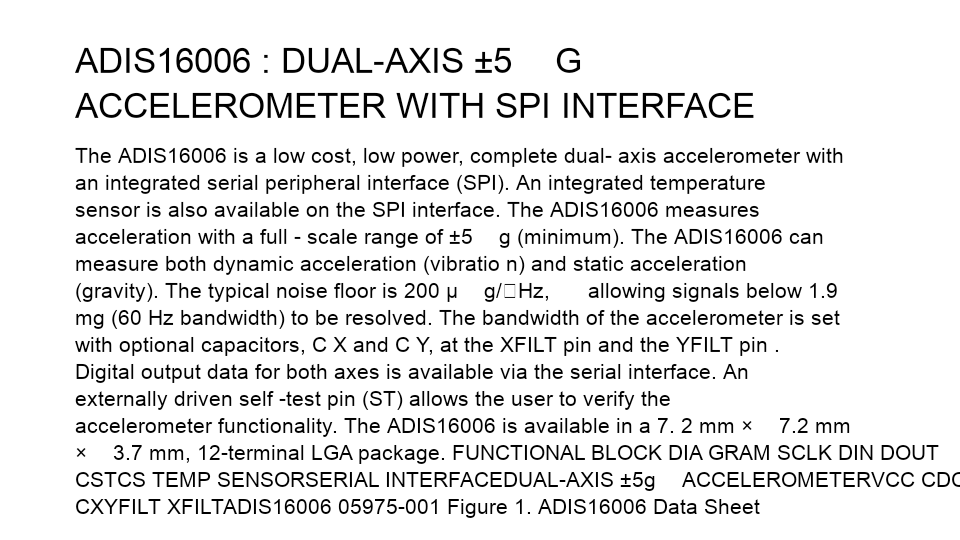 ADIS16006 : DUAL-AXIS ±5 G
ACCELEROMETER WITH SPI INTERFACE
The ADIS16006 is a low cost, low power, complete dual- axis accelerometer with
an integrated serial peripheral interface (SPI). An integrated temperature
sensor is also available on the SPI interface. The ADIS16006 measures
acceleration with a full - scale range of ±5 g (minimum). The ADIS16006 can
measure both dynamic acceleration (vibratio n) and static acceleration
(gravity). The typical noise floor is 200 μ g/□Hz, allowing signals below 1.9
mg (60 Hz bandwidth) to be resolved. The bandwidth of the accelerometer is set
with optional capacitors, C X and C Y, at the XFILT pin and the YFILT pin .
Digital output data for both axes is available via the serial interface. An
externally driven self -test pin (ST) allows the user to verify the
accelerometer functionality. The ADIS16006 is available in a 7. 2 mm × 7.2 mm
× 3.7 mm, 12-terminal LGA package. FUNCTIONAL BLOCK DIA GRAM SCLK DIN DOUT
CSTCS TEMP SENSORSERIAL INTERFACEDUAL-AXIS ±5g ACCELEROMETERVCC
CXYFILT XFILTADIS16006 05975-001 Figure 1. ADIS16006 Data Sheet